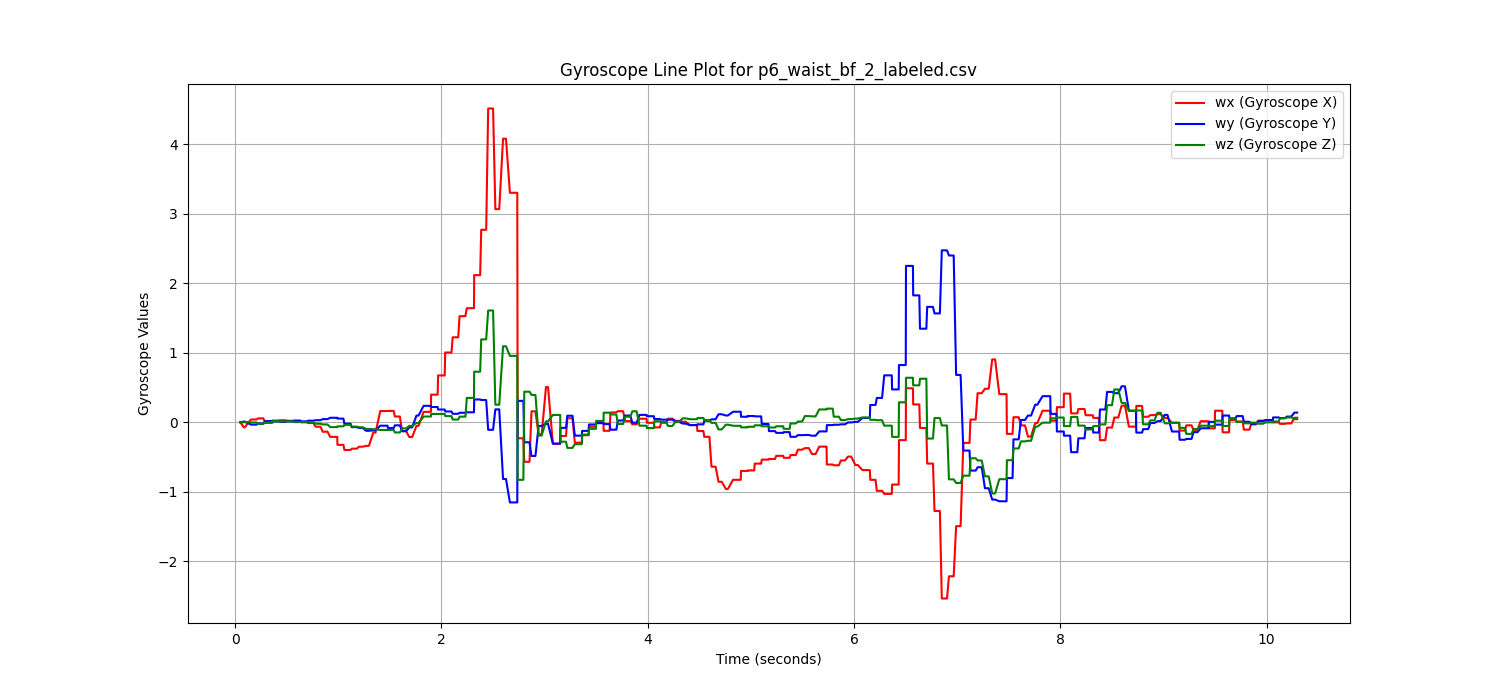 Gyroscope Line Plot for p6_waist_bf_2_labeled.csv
wx (Gyroscope X)
wy (Gyroscope Y)
wz (Gyroscope Z)
Gyroscope Values
4
3
2
1
0
−1
−2
0 2 4 6 8 10
Time (seconds)